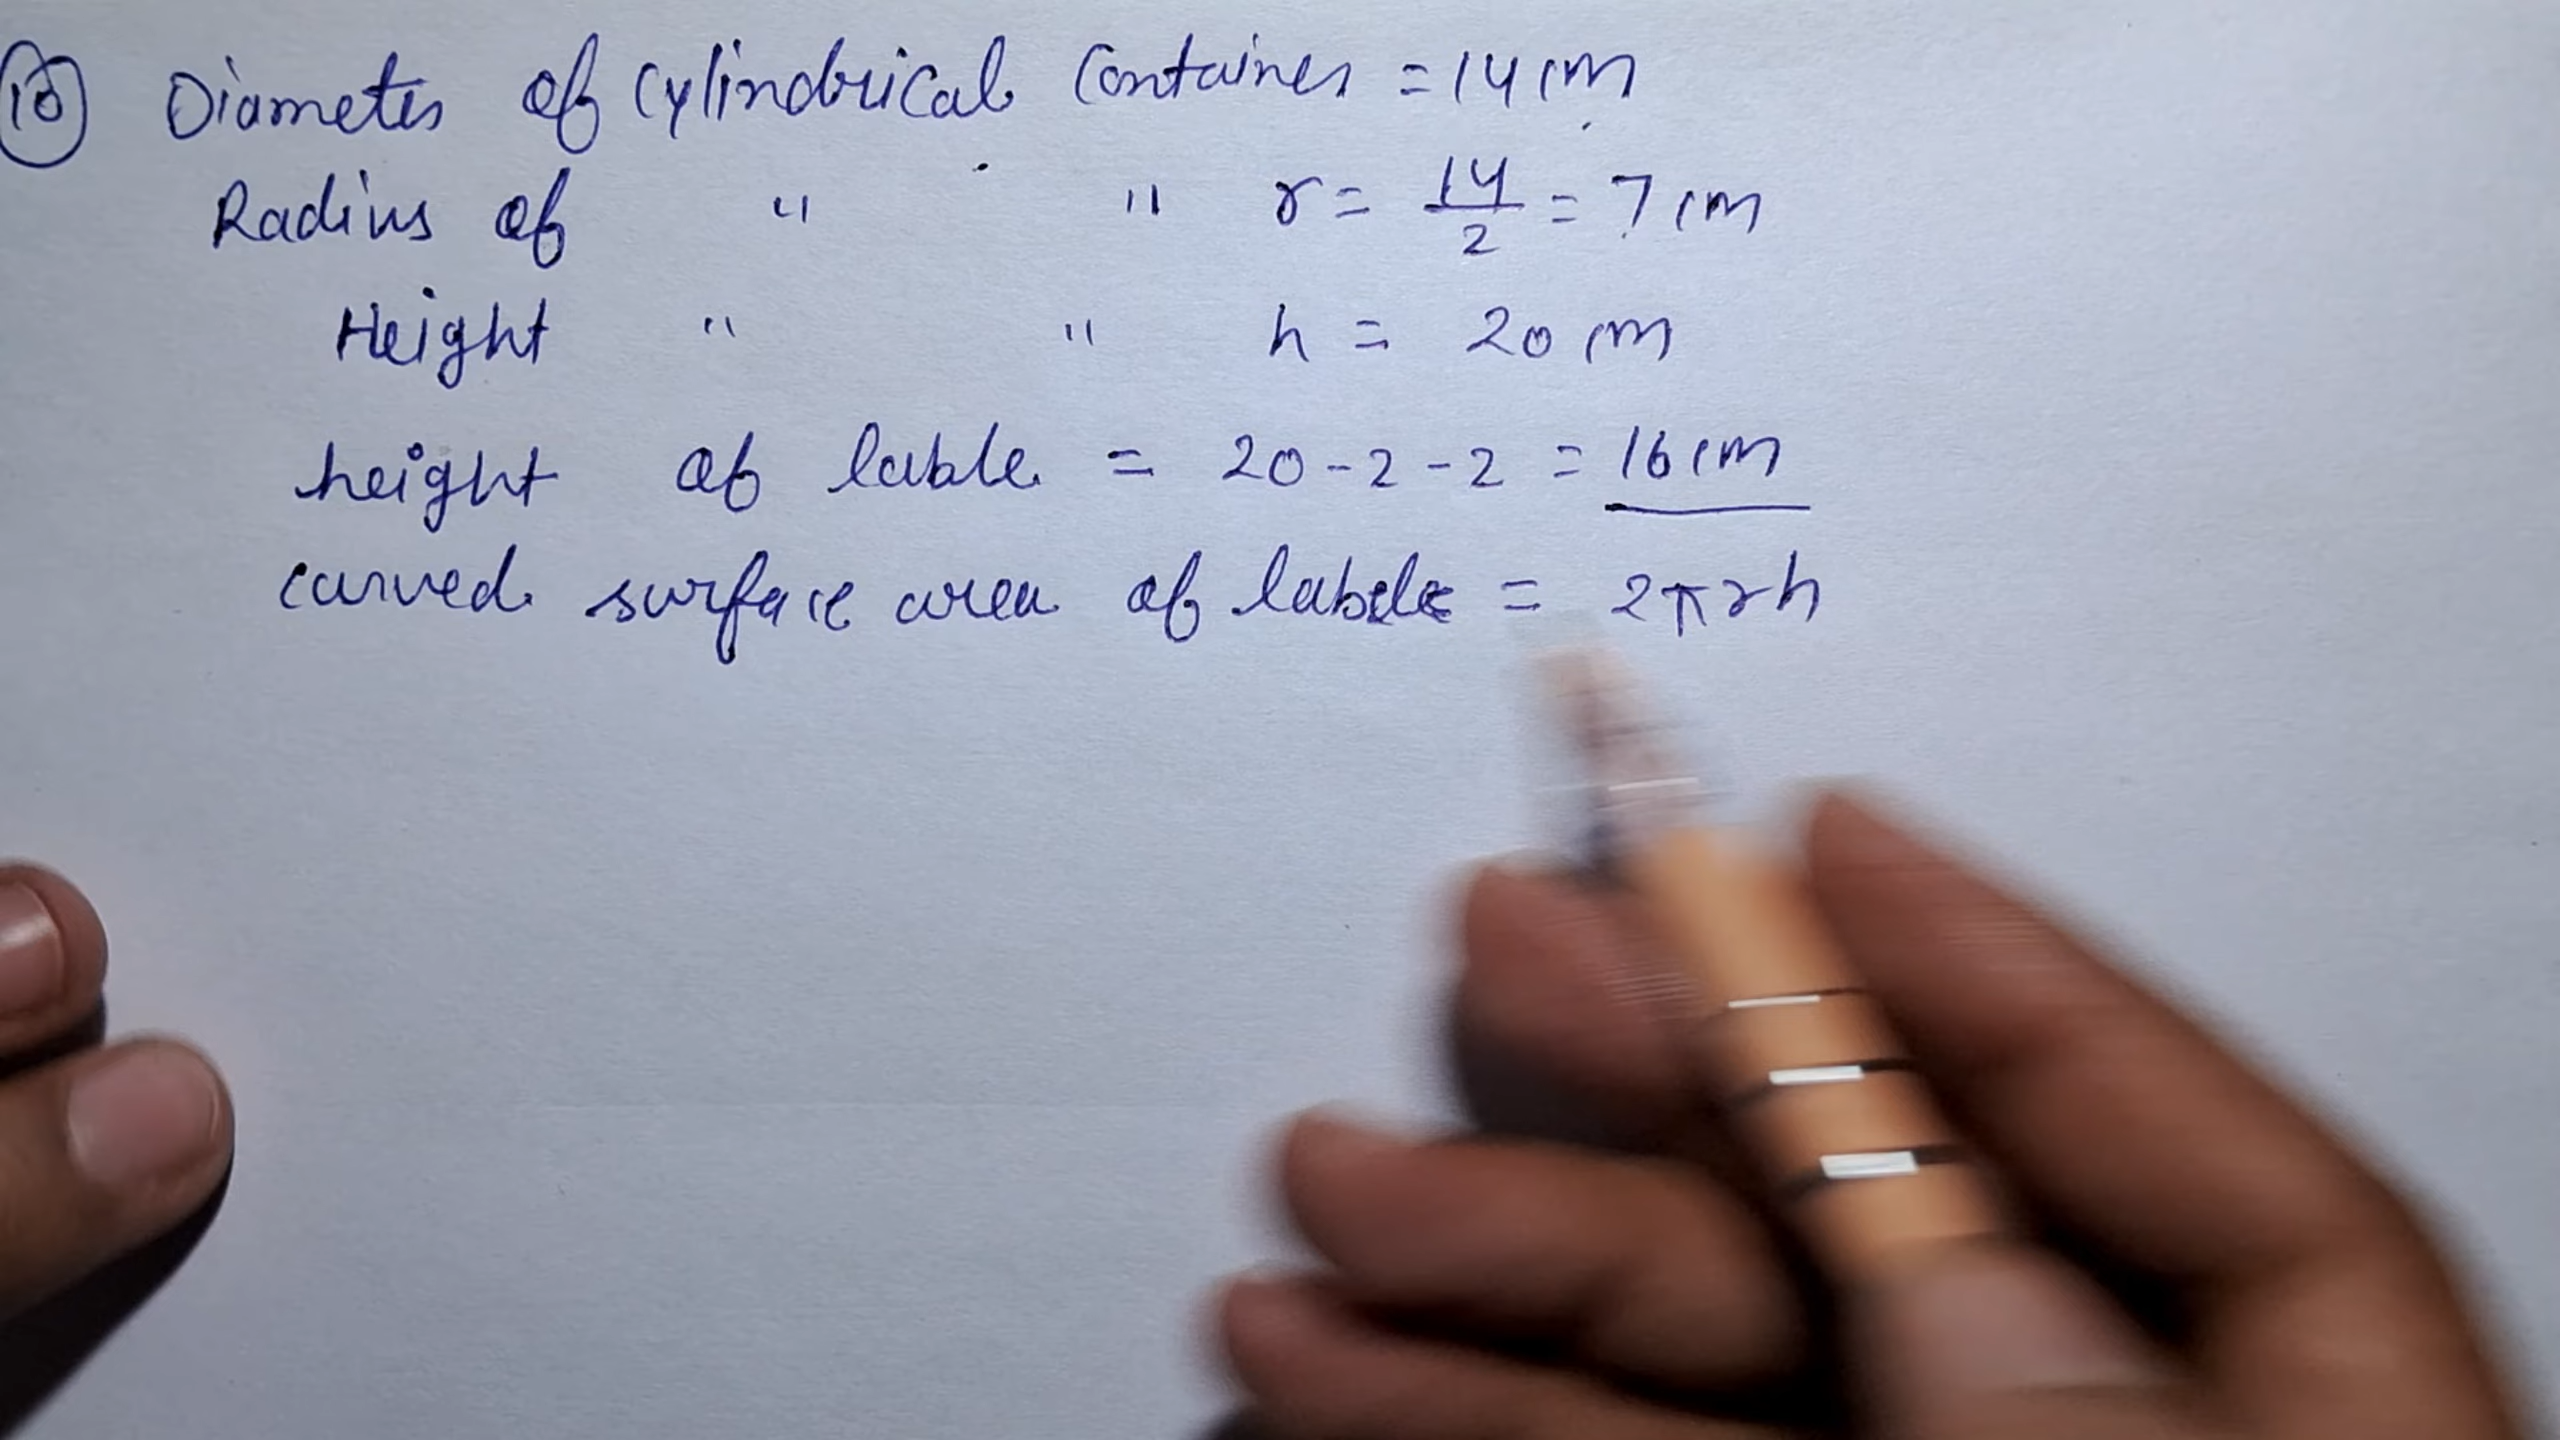 10 Diameter of cylindrical Container = 14 cm
Radius of " " r = 14/2 = 7 cm
Height " " h = 20 cm
height of lable = 20 - 2 - 2 = 16 cm
curved surface area of lable = 2πrh